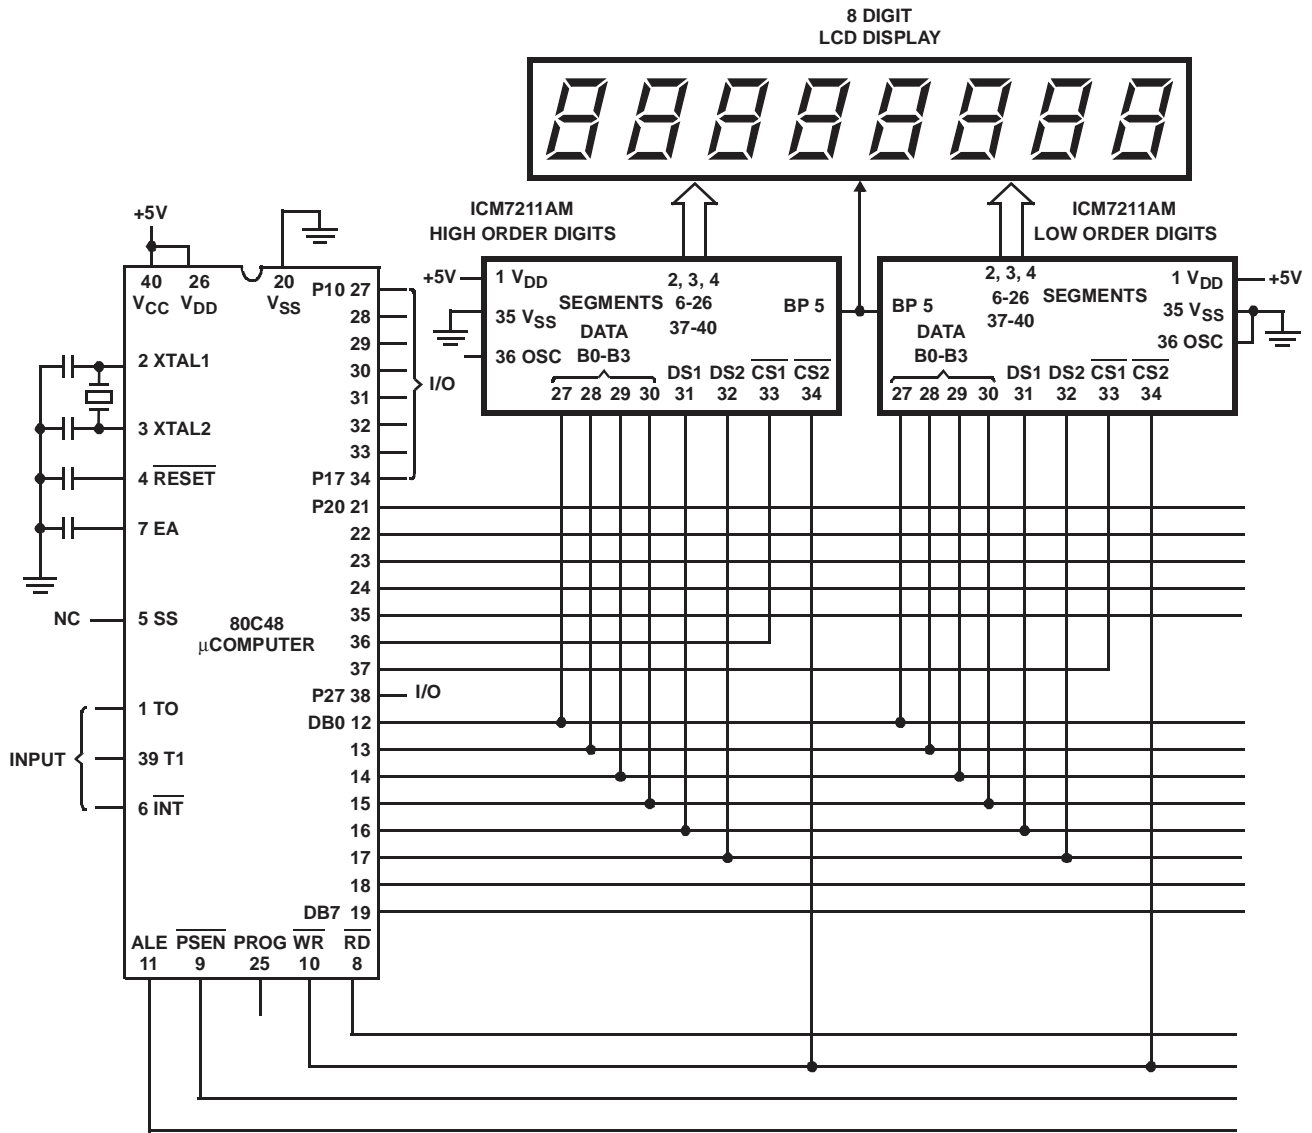 8 DIGIT
LCD DISPLAY
ICM7211AM
HIGH ORDER DIGITS
ICM7211AM
LOW ORDER DIGITS
+5V
40
VCC
26
VDD
20
VSS
2 XTAL1
3 XTAL2
4 RESET
7 EA
NC
5 SS
80C48
µCOMPUTER
INPUT
1 TO
39 T1
6 INT
P10 27
28
29
30
31
32
33
P17 34
I/O
P20 21
22
23
24
35
36
37
P27 38
I/O
DB0 12
13
14
15
16
17
18
DB7 19
ALE
11
PSEN
9
PROG
25
WR
10
RD
8
+5V
1 VDD
35 VSS
36 OSC
2, 3, 4
6-26
37-40
SEGMENTS
BP 5
DATA
B0-B3
DS1 DS2 CS1 CS2
27 28 29 30 31 32 33 34
BP 5
2, 3, 4
6-26
37-40
SEGMENTS
1 VDD
+5V
35 VSS
36 OSC
DATA
B0-B3
DS1 DS2 CS1 CS2
27 28 29 30 31 32 33 34